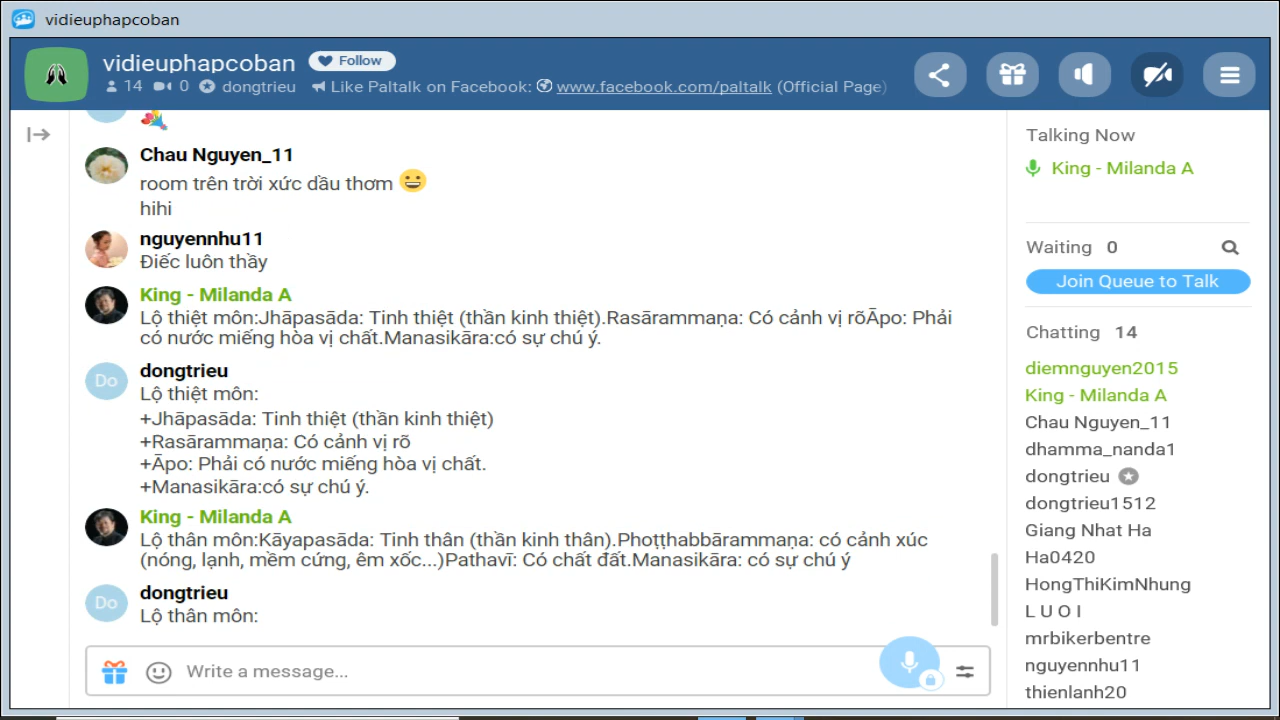 vidieuphapcoban
vidieuphapcoban Follow
14 0 dongtrieu Like Paltalk on Facebook: www.facebook.com/paltalk (Official Page)
Chau Nguyen_11
room trên trời xức dầu thơm
hihi
nguyennhu11
Điếc luôn thầy
King - Milanda A
Lộ thiệt môn:Jhāpasāda: Tinh thiệt (thần kinh thiệt).Rasārammaṇa: Có cảnh vị rõĀpo: Phải
có nước miếng hòa vị chất.Manasikāra:có sự chú ý.
Do
dongtrieu
Lộ thiệt môn:
+Jhāpasāda: Tinh thiệt (thần kinh thiệt)
+Rasārammaṇa: Có cảnh vị rõ
+Āpo: Phải có nước miếng hòa vị chất.
+Manasikāra:có sự chú ý.
King - Milanda A
Lộ thân môn:Kāyapasāda: Tinh thân (thần kinh thân).Phoṭṭhabbārammaṇa: có cảnh xúc
(nóng, lạnh, mềm cứng, êm xốc...)Pathavī: Có chất đất.Manasikāra: có sự chú ý
Do
dongtrieu
Lộ thân môn:
Write a message...
Talking Now
King - Milanda A
Waiting 0
Join Queue to Talk
Chatting 14
diemnguyen2015
King - Milanda A
Chau Nguyen_11
dhamma_nanda1
dongtrieu
dongtrieu1512
Giang Nhat Ha
Ha0420
HongThiKimNhung
L U O I
mrbikerbentre
nguyennhu11
thienlanh20